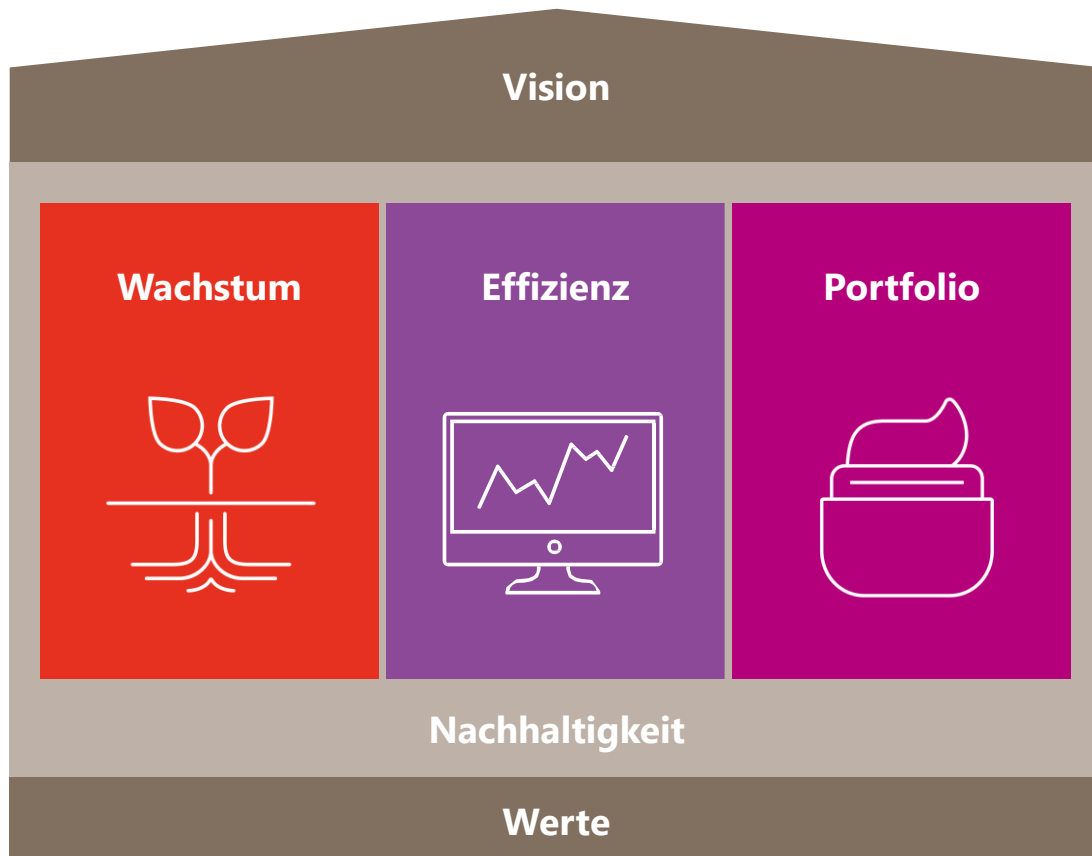 Vision
Wachstum
Effizienz
Portfolio
Nachhaltigkeit
Werte